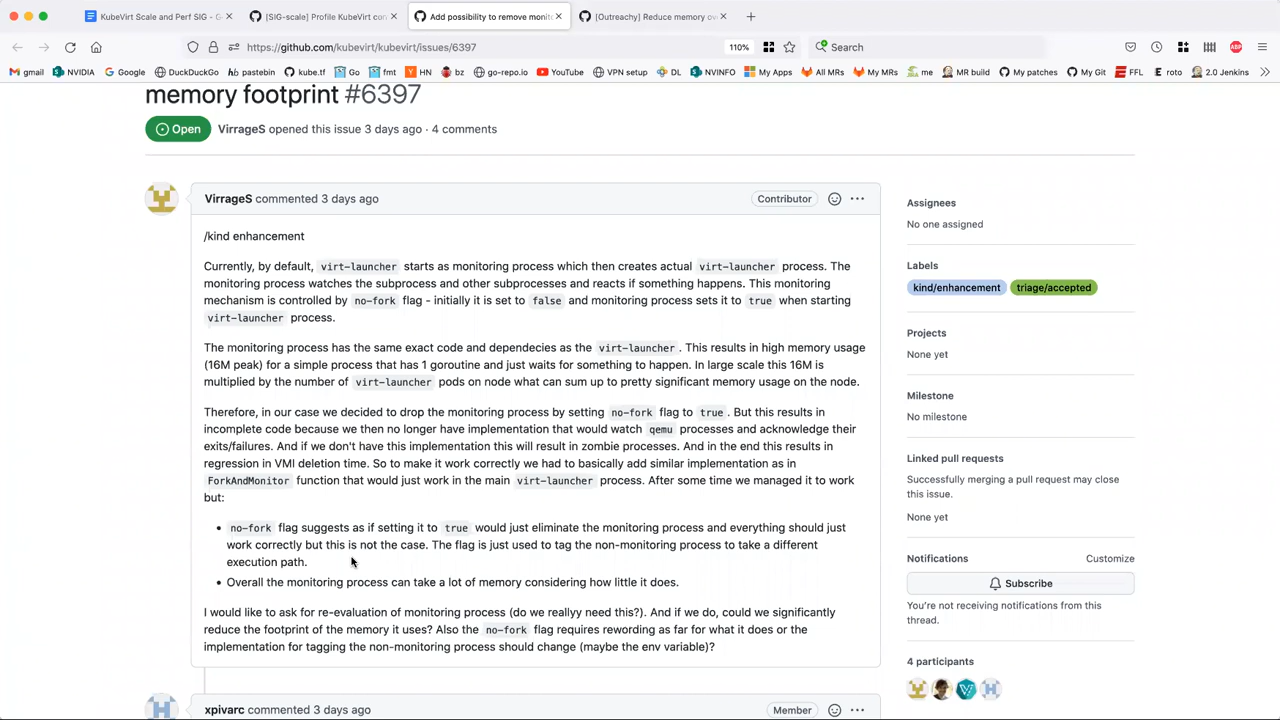 KubeVirt Scale and Perf SIG - G
[SIG-scale] Profile KubeVirt con
Add possibility to remove monit
[Outreachy] Reduce memory ov
https://github.com/kubevirt/kubevirt/issues/6397
110%
Search
gmail
NVIDIA
Google
DuckDuckGo
pastebin
kube.tf
Go
fmt
HN
bz
go-repo.io
YouTube
VPN setup
DL
NVINFO
My Apps
All MRs
My MRs
me
MR build
My patches
My Git
FFL
roto
2.0 Jenkins
memory footprint #6397
Open
VirrageS opened this issue 3 days ago · 4 comments
VirrageS commented 3 days ago
Contributor
/kind enhancement
Currently, by default, virt-launcher starts as monitoring process which then creates actual virt-launcher process. The
monitoring process watches the subprocess and other subprocesses and reacts if something happens. This monitoring
mechanism is controlled by no-fork flag - initially it is set to false and monitoring process sets it to true when starting
virt-launcher process.
The monitoring process has the same exact code and dependecies as the virt-launcher. This results in high memory usage
(16M peak) for a simple process that has 1 goroutine and just waits for something to happen. In large scale this 16M is
multiplied by the number of virt-launcher pods on node what can sum up to pretty significant memory usage on the node.
Therefore, in our case we decided to drop the monitoring process by setting no-fork flag to true. But this results in
incomplete code because we then no longer have implementation that would watch qemu processes and acknowledge their
exits/failures. And if we don't have this implementation this will result in zombie processes. And in the end this results in
regression in VMI deletion time. So to make it work correctly we had to basically add similar implementation as in
ForkAndMonitor function that would just work in the main virt-launcher process. After some time we managed it to work
but:
• no-fork flag suggests as if setting it to true would just eliminate the monitoring process and everything should just
work correctly but this is not the case. The flag is just used to tag the non-monitoring process to take a different
execution path.
• Overall the monitoring process can take a lot of memory considering how little it does.
I would like to ask for re-evaluation of monitoring process (do we reallyy need this?). And if we do, could we significantly
reduce the footprint of the memory it uses? Also the no-fork flag requires rewording as far for what it does or the
implementation for tagging the non-monitoring process should change (maybe the env variable)?
xpivarc commented 3 days ago
Member
Assignees
No one assigned
Labels
kind/enhancement
triage/accepted
Projects
None yet
Milestone
No milestone
Linked pull requests
Successfully merging a pull request may close
this issue.
None yet
Notifications
Customize
Subscribe
You're not receiving notifications from this
thread.
4 participants